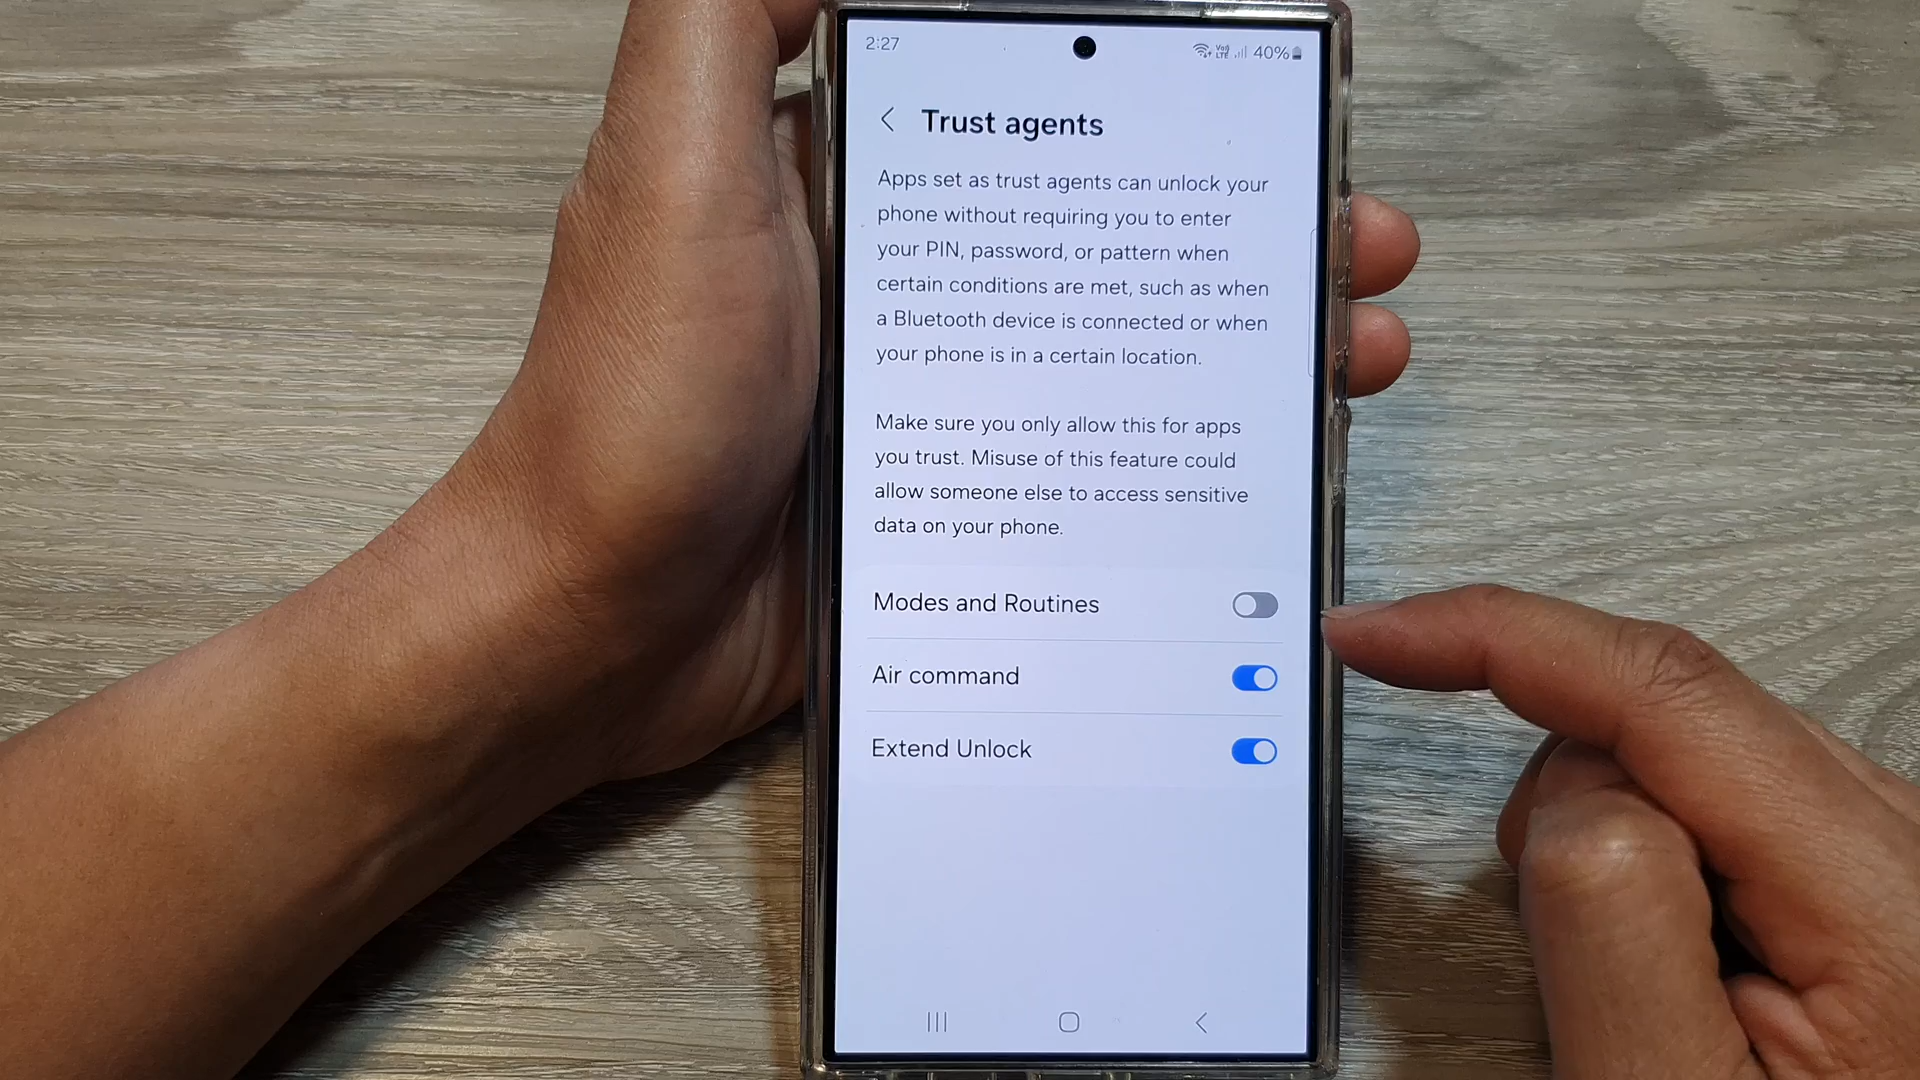 2:27
Vo)) LTE 40%
Trust agents
Apps set as trust agents can unlock your
phone without requiring you to enter
your PIN, password, or pattern when
certain conditions are met, such as when
a Bluetooth device is connected or when
your phone is in a certain location.
Make sure you only allow this for apps
you trust. Misuse of this feature could
allow someone else to access sensitive
data on your phone.
Modes and Routines
Air command
Extend Unlock